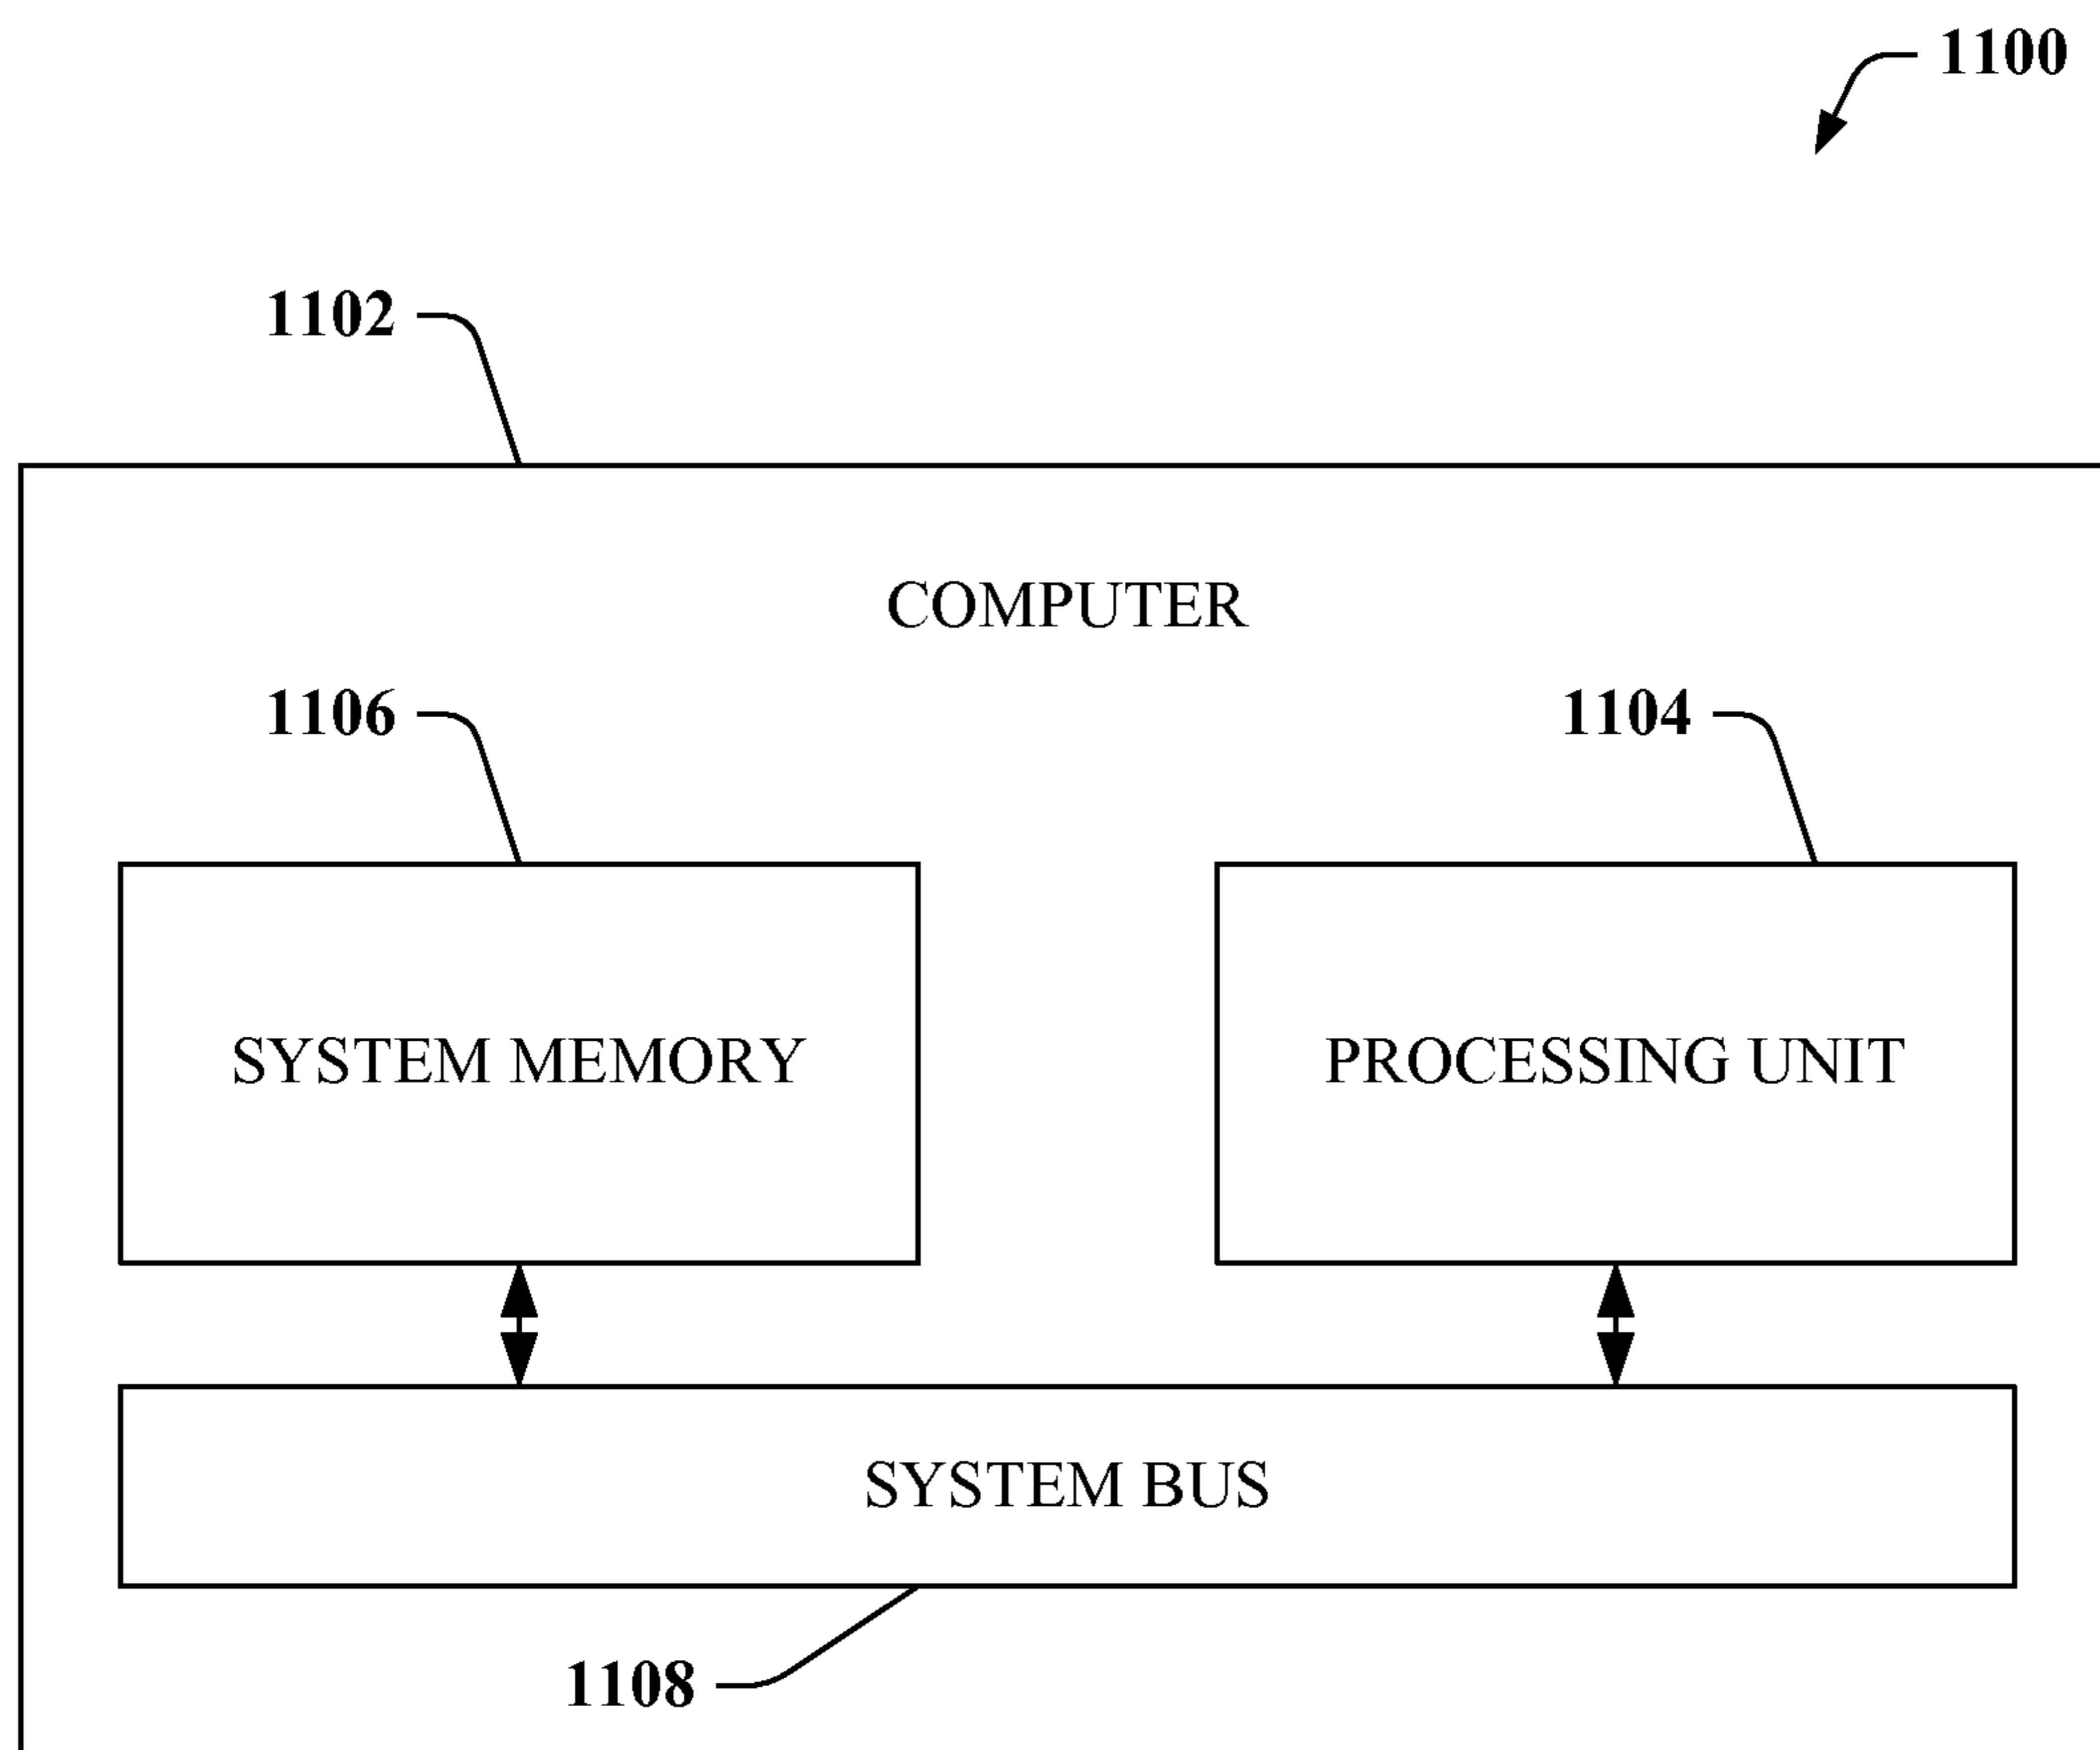 1100
1102
COMPUTER
1106
1104
SYSTEM MEMORY
PROCESSING UNIT
SYSTEM BUS
1108